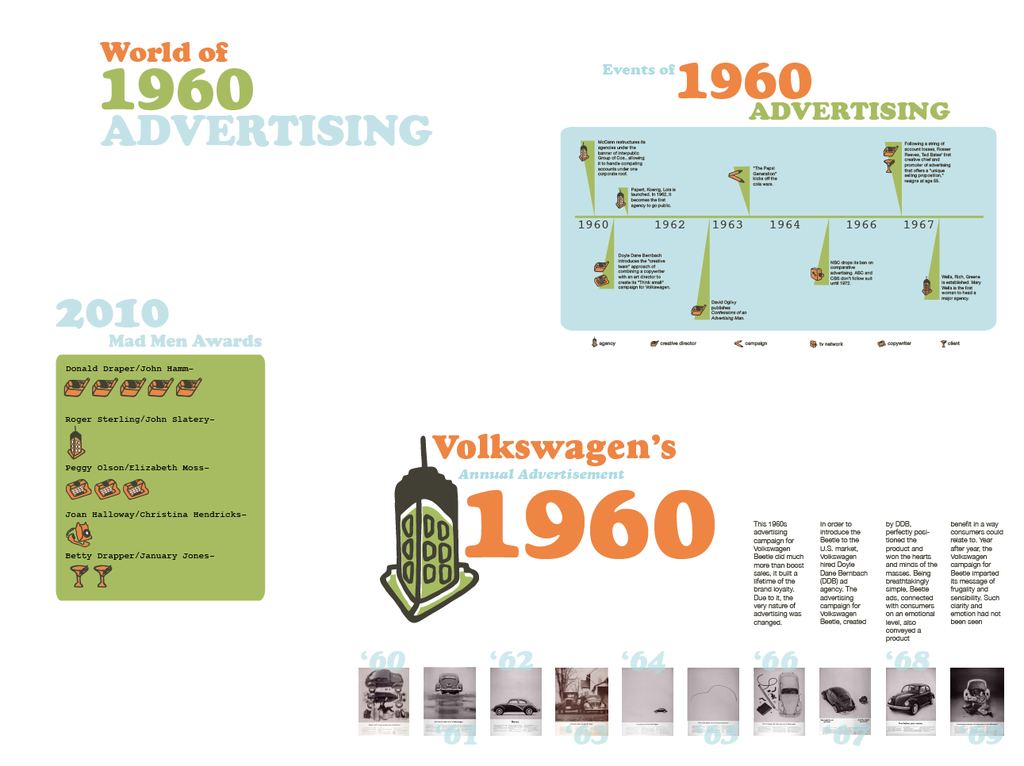 World of
1960
ADVERTISING
Events of 1960
ADVERTISING
McCann restructures its
agencies under the
banner of Interpublic
Group of Cos., allowing
it to handle competing
accounts under one
corporate roof.
Papert, Koenig, Lois is
launched. In 1962, it
becomes the first
agency to go public.
"The Pepsi
Generation"
kicks off the
cola wars.
Following a string of
account losses, Rosser
Reeves, Ted Bates' first
creative chief and
promoter of advertising
that offers a "unique
selling proposition,"
resigns at age 55.
1960 1962 1963 1964 1966 1967
Doyle Dane Bernbach
introduces the "creative
team" approach of
combining a copywriter
with an art director to
create its "Think small"
campaign for Volkswagen.
David Ogilvy
publishes
Confessions of an
Advertising Man.
NBC drops its ban on
comparative
advertising. ABC and
CBS don't follow suit
until 1972.
Wells, Rich, Greene
is established. Mary
Wells is the first
woman to head a
major agency.
agency creative director campaign tv network copywriter client
2010
Mad Men Awards
Donald Draper/John Hamm-
Roger Sterling/John Slatery-
Peggy Olson/Elizabeth Moss-
Joan Halloway/Christina Hendricks-
Betty Drapper/January Jones-
Volkswagen's
Annual Advertisement
1960
This 1960s
advertising
campaign for
Volkswagen
Beetle did much
more than boost
sales, it built a
lifetime of the
brand loyalty.
Due to it, the
very nature of
advertising was
changed.
In order to
introduce the
Beetle to the
U.S. market,
Volkswagen
hired Doyle
Dane Bernbach
(DDB) ad
agency. The
advertising
campaign for
Volkswagen
Beetle, created
by DDB,
perfectly posi-
tioned the
product and
won the hearts
and minds of the
masses. Being
breathtakingly
simple, Beetle
ads, connected
with consumers
on an emotional
level, also
conveyed a
product
benefit in a way
consumers could
relate to. Year
after year, the
Volkswagen
campaign for
Beetle imparted
its message of
frugality and
sensibility. Such
clarity and
emotion had not
been seen
'60 '62 '64 '66 '68
'61 '63 '65 '67 '69